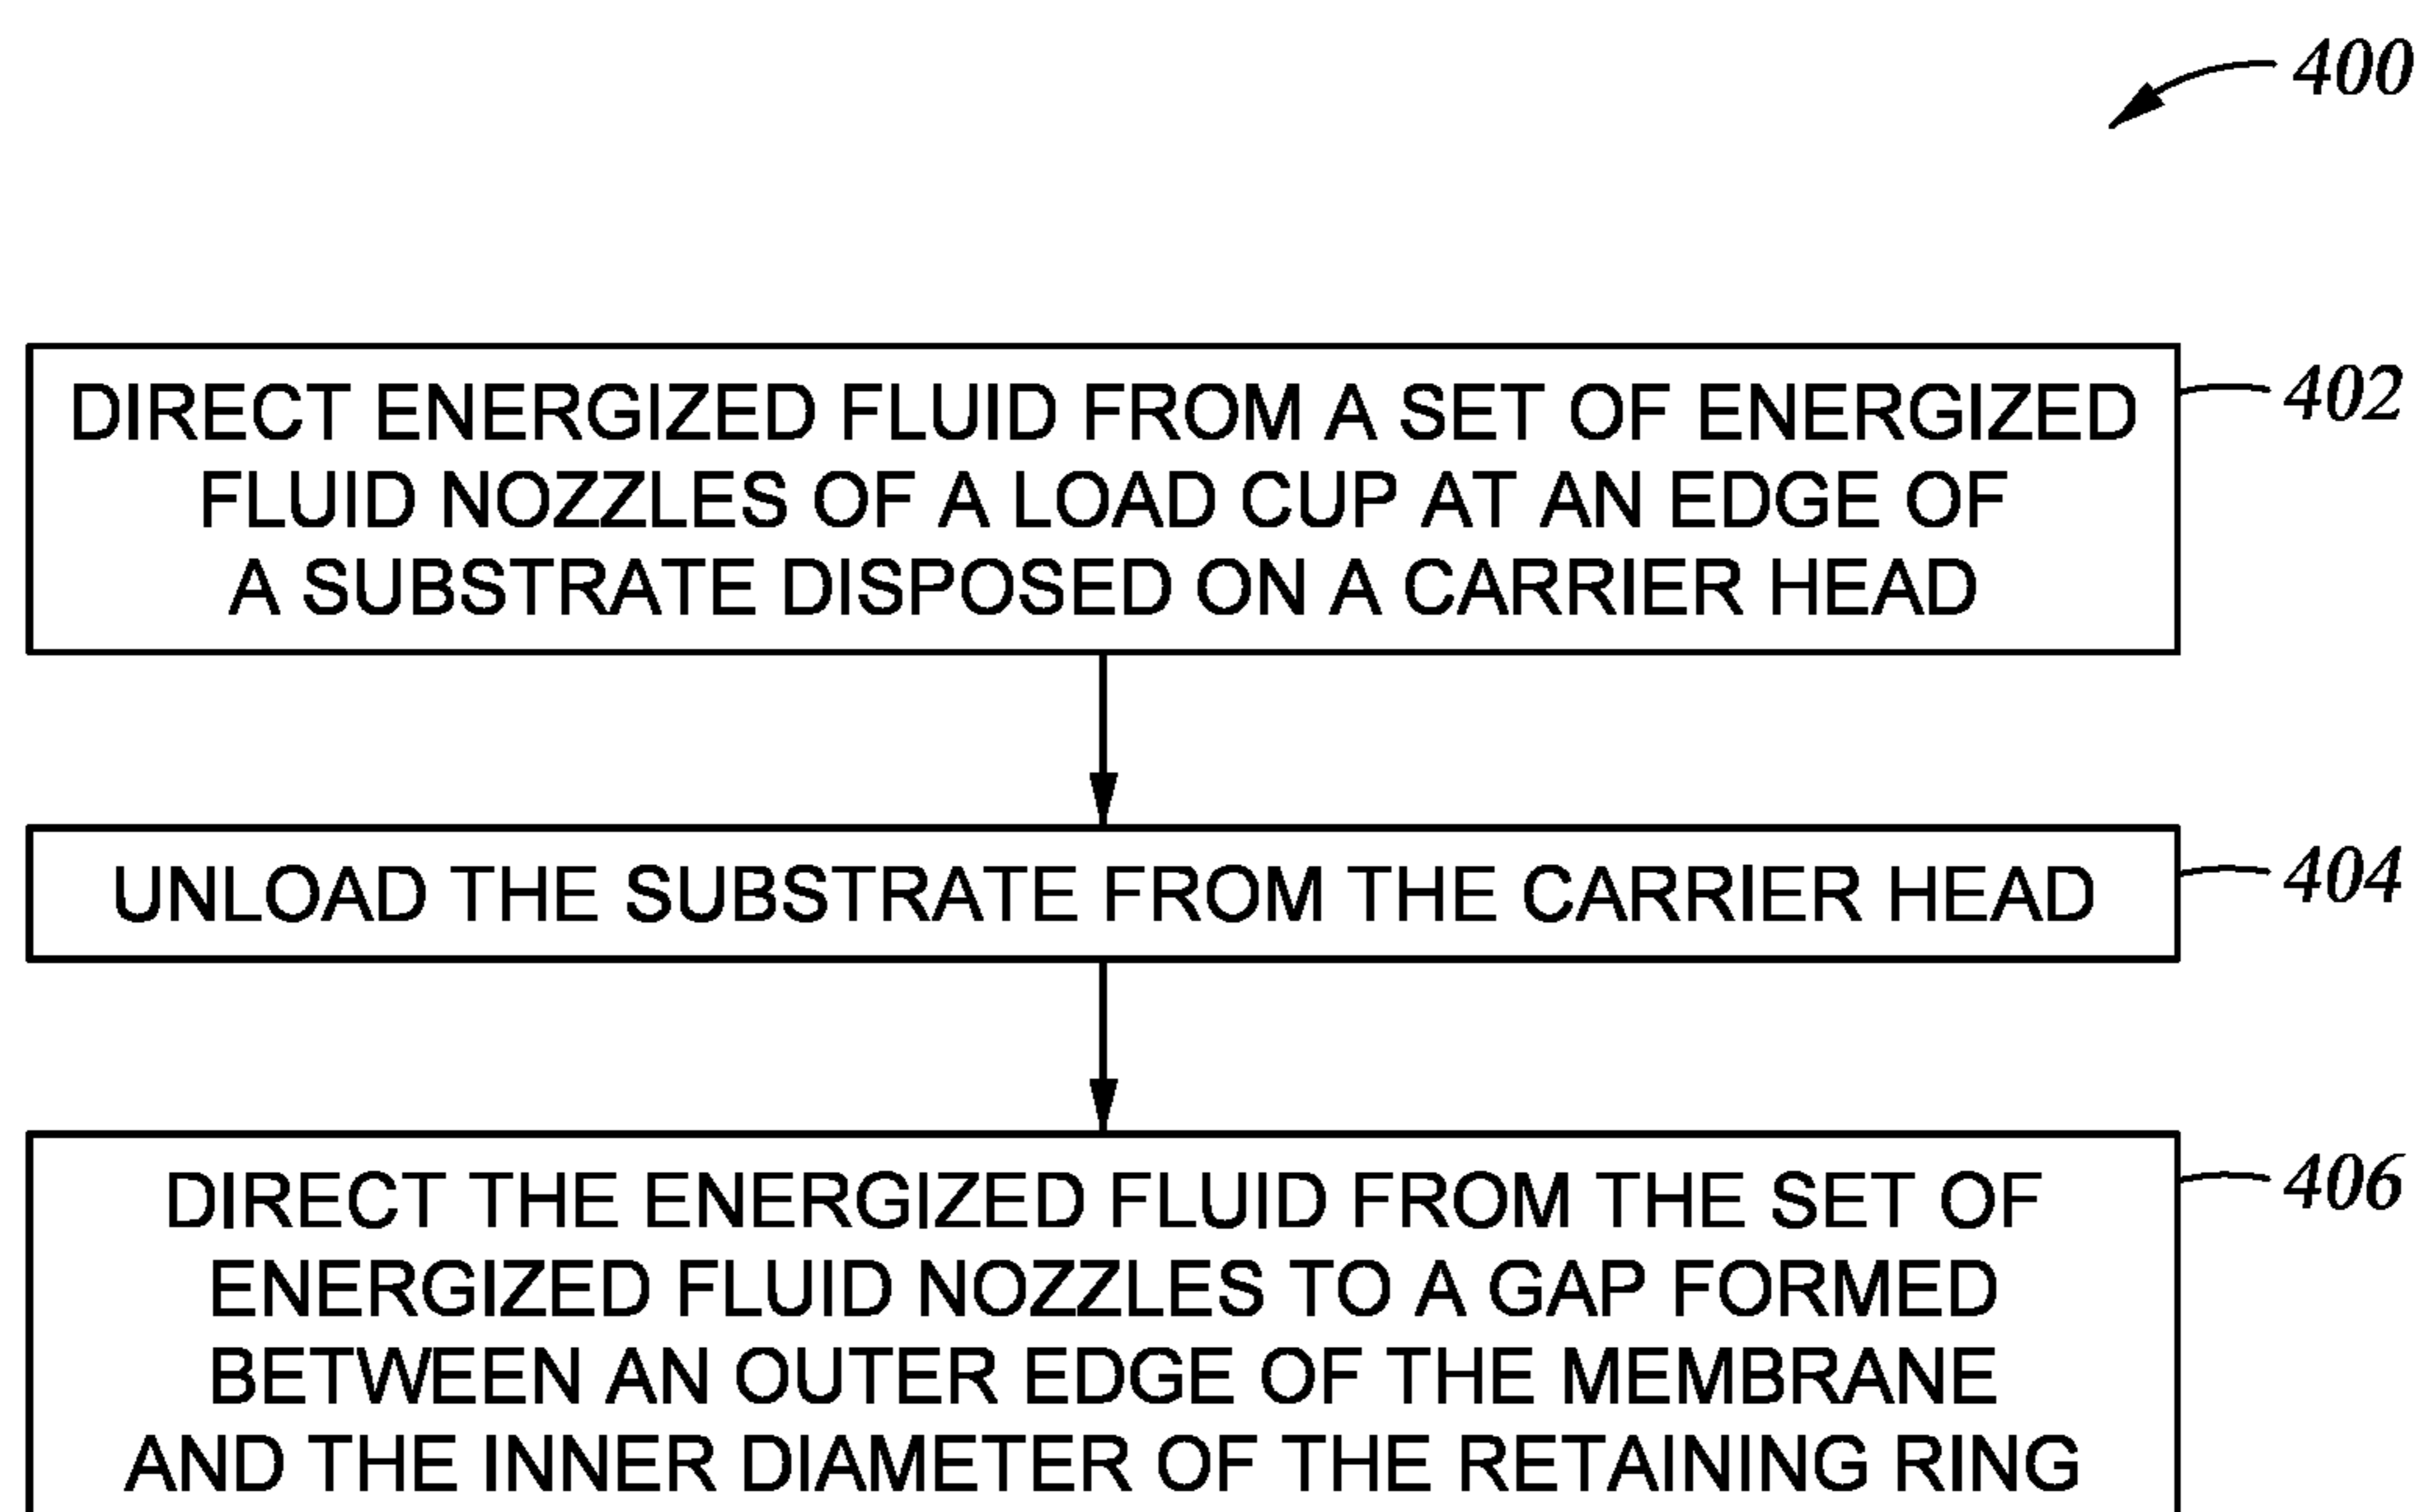 400
DIRECT ENERGIZED FLUID FROM A SET OF ENERGIZED
FLUID NOZZLES OF A LOAD CUP AT AN EDGE OF
A SUBSTRATE DISPOSED ON A CARRIER HEAD
402
UNLOAD THE SUBSTRATE FROM THE CARRIER HEAD
404
DIRECT THE ENERGIZED FLUID FROM THE SET OF
ENERGIZED FLUID NOZZLES TO A GAP FORMED
BETWEEN AN OUTER EDGE OF THE MEMBRANE
AND THE INNER DIAMETER OF THE RETAINING RING
406